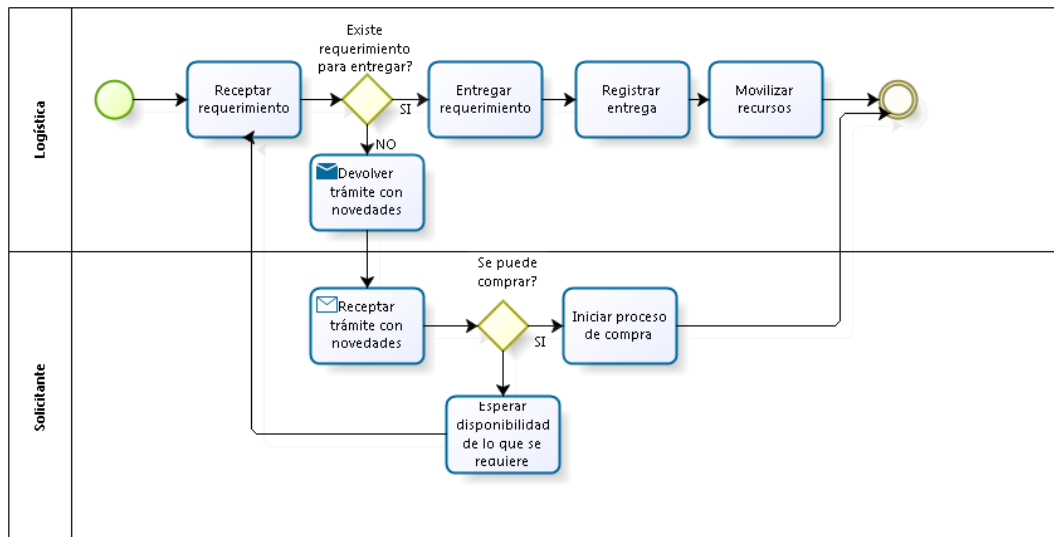 Logística
Existe
requerimiento
para entregar?
Receptar
requerimiento
SI
Entregar
requerimiento
Registrar
entrega
Movilizar
recursos
NO
Devolver
trámite con
novedades
Solicitante
Se puede
comprar?
Receptar
trámite con
novedades
SI
Iniciar proceso
de compra
Esperar
disponibilidad
de lo que se
requiere